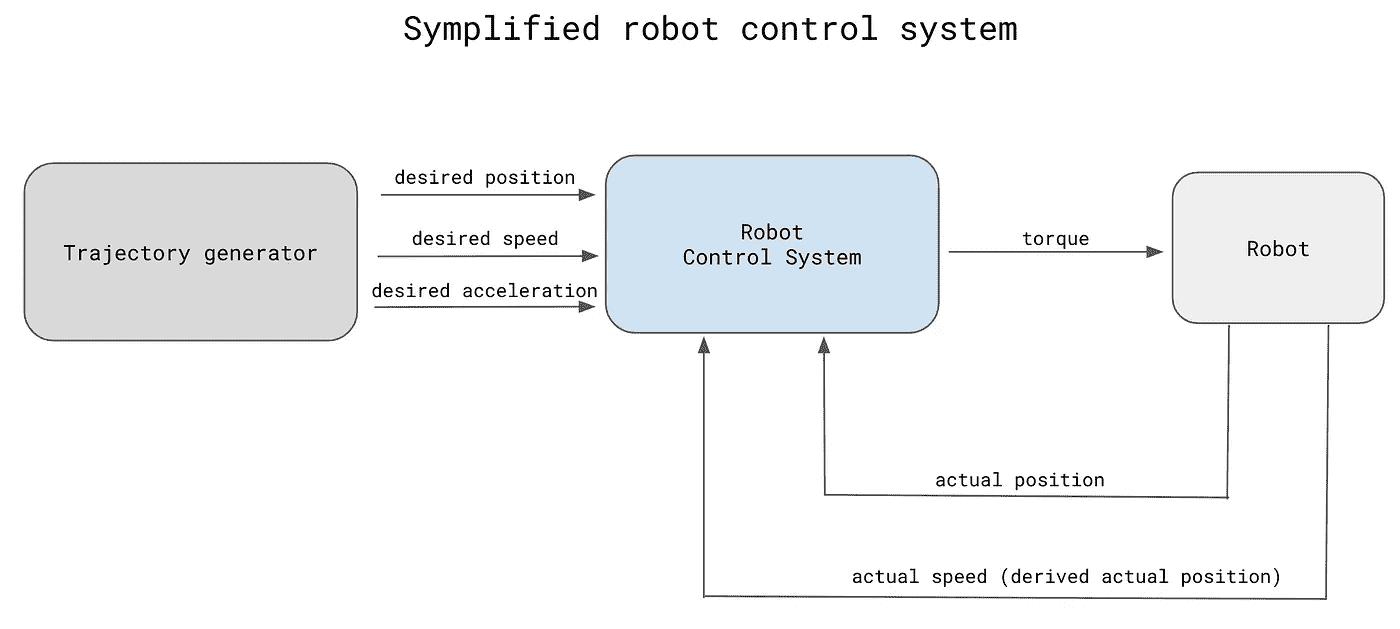 Symplified robot control system
desired position
desired speed
desired acceleration
Trajectory generator
Robot
Control System
torque
Robot
actual position
actual speed (derived actual position)